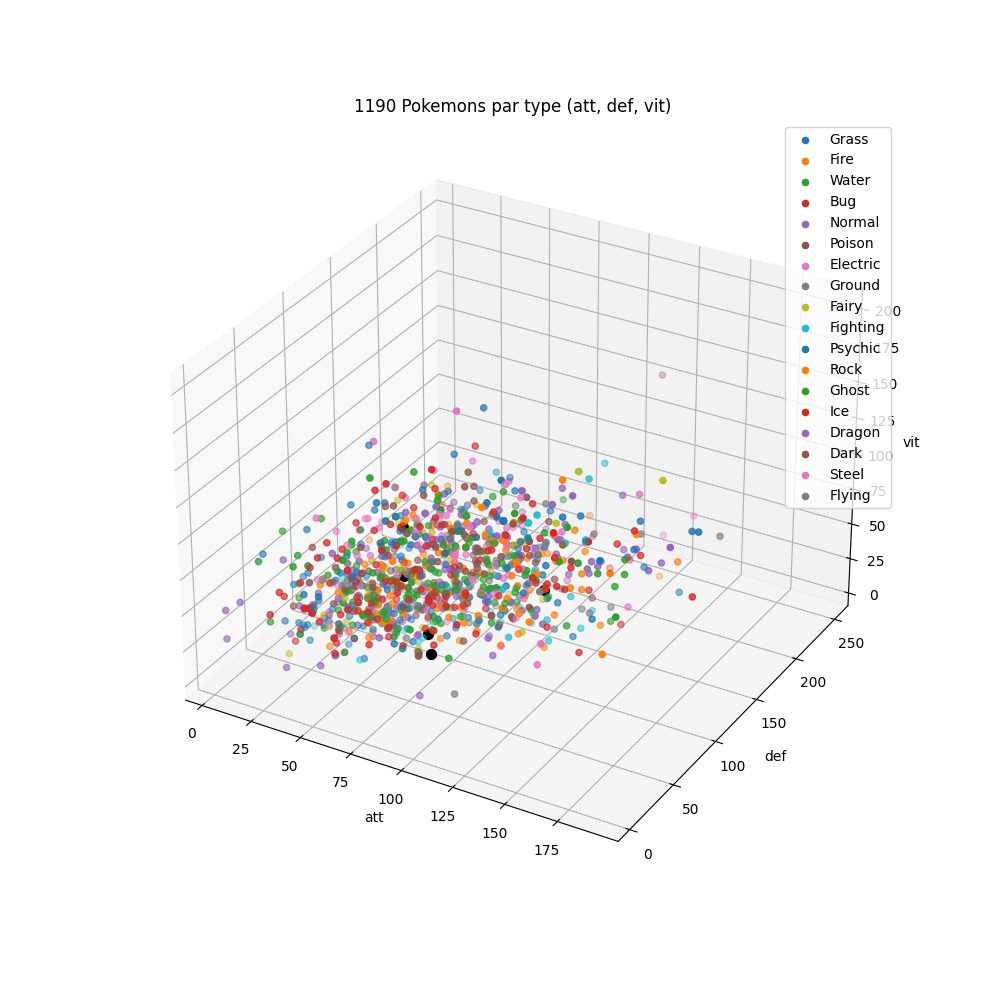 1190 Pokemons par type (att, def, vit)
Grass
Fire
Water
Bug
Normal
Poison
Electric
Ground
Fairy
Fighting
Psychic
Rock
Ghost
Ice
Dragon
Dark
Steel
Flying
200
175
150
125
100
75
50
25
0
vit
250
200
150
100
50
0
def
0
25
50
75
100
125
150
175
att